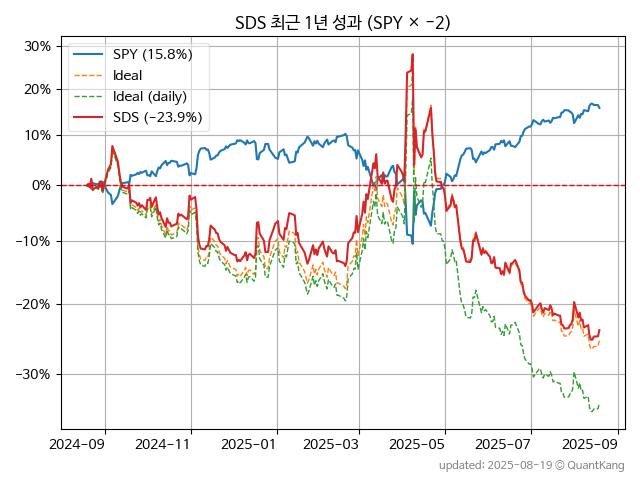 SDS 최근 1년 성과 (SPY × -2)
30%
20%
10%
0%
-10%
-20%
-30%
SPY (15.8%)
Ideal
Ideal (daily)
SDS (-23.9%)
2024-09 2024-11 2025-01 2025-03 2025-05 2025-07 2025-09
updated: 2025-08-19 © QuantKang